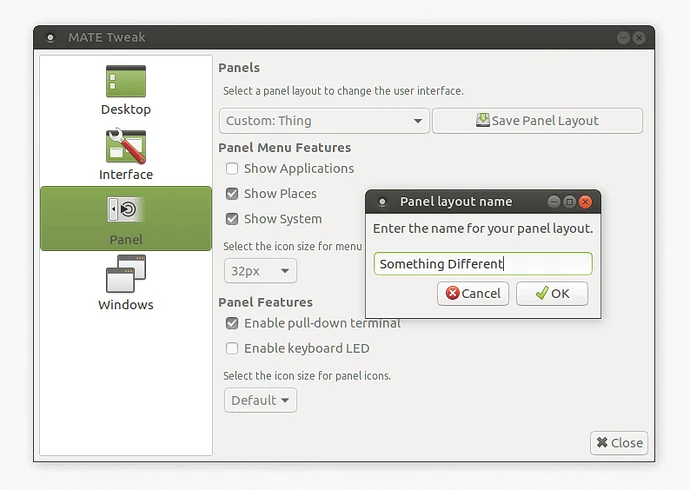 MATE Tweak
Desktop
Interface
Panel
Windows
Panels
Select a panel layout to change the user interface.
Custom: Thing
Save Panel Layout
Panel Menu Features
Show Applications
Show Places
Show System
Select the icon size for menu
32px
Panel Features
Enable pull-down terminal
Enable keyboard LED
Select the icon size for panel icons.
Default
Close
Panel layout name
Enter the name for your panel layout.
Something Different
Cancel
OK